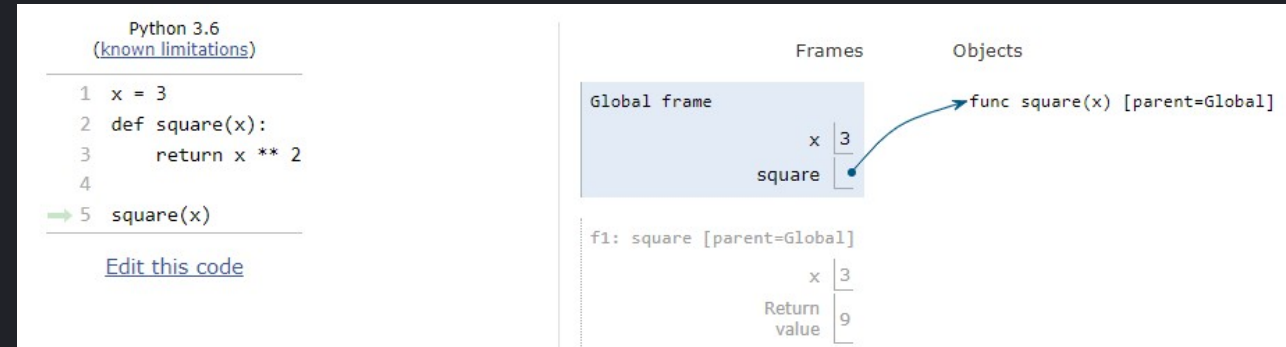 Python 3.6
(known limitations)
1 x = 3
2 def square(x):
3     return x ** 2
4
5 square(x)
Edit this code
Frames Objects
Global frame
x 3
square
func square(x) [parent=Global]
f1: square [parent=Global]
x 3
Return
value 9